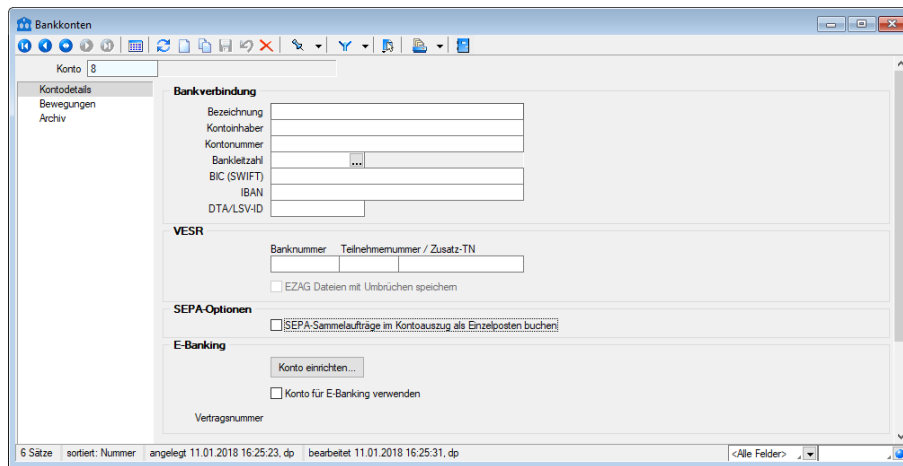 Bankkonten
Konto 8
Kontodetails
Bewegungen
Archiv
Bankverbindung
Bezeichnung
Kontoinhaber
Kontonummer
Bankleitzahl ...
BIC (SWIFT)
IBAN
DTA/LSV-ID
VESR
Banknummer Teilnehmernummer / Zusatz-TN
EZAG Dateien mit Umbrüchen speichern
SEPA-Optionen
SEPA-Sammelaufträge im Kontoauszug als Einzelposten buchen
E-Banking
Konto einrichten...
Konto für E-Banking verwenden
Vertragsnummer
6 Sätze sortiert: Nummer angelegt 11.01.2018 16:25:23, dp bearbeitet 11.01.2018 16:25:31, dp <Alle Felder>